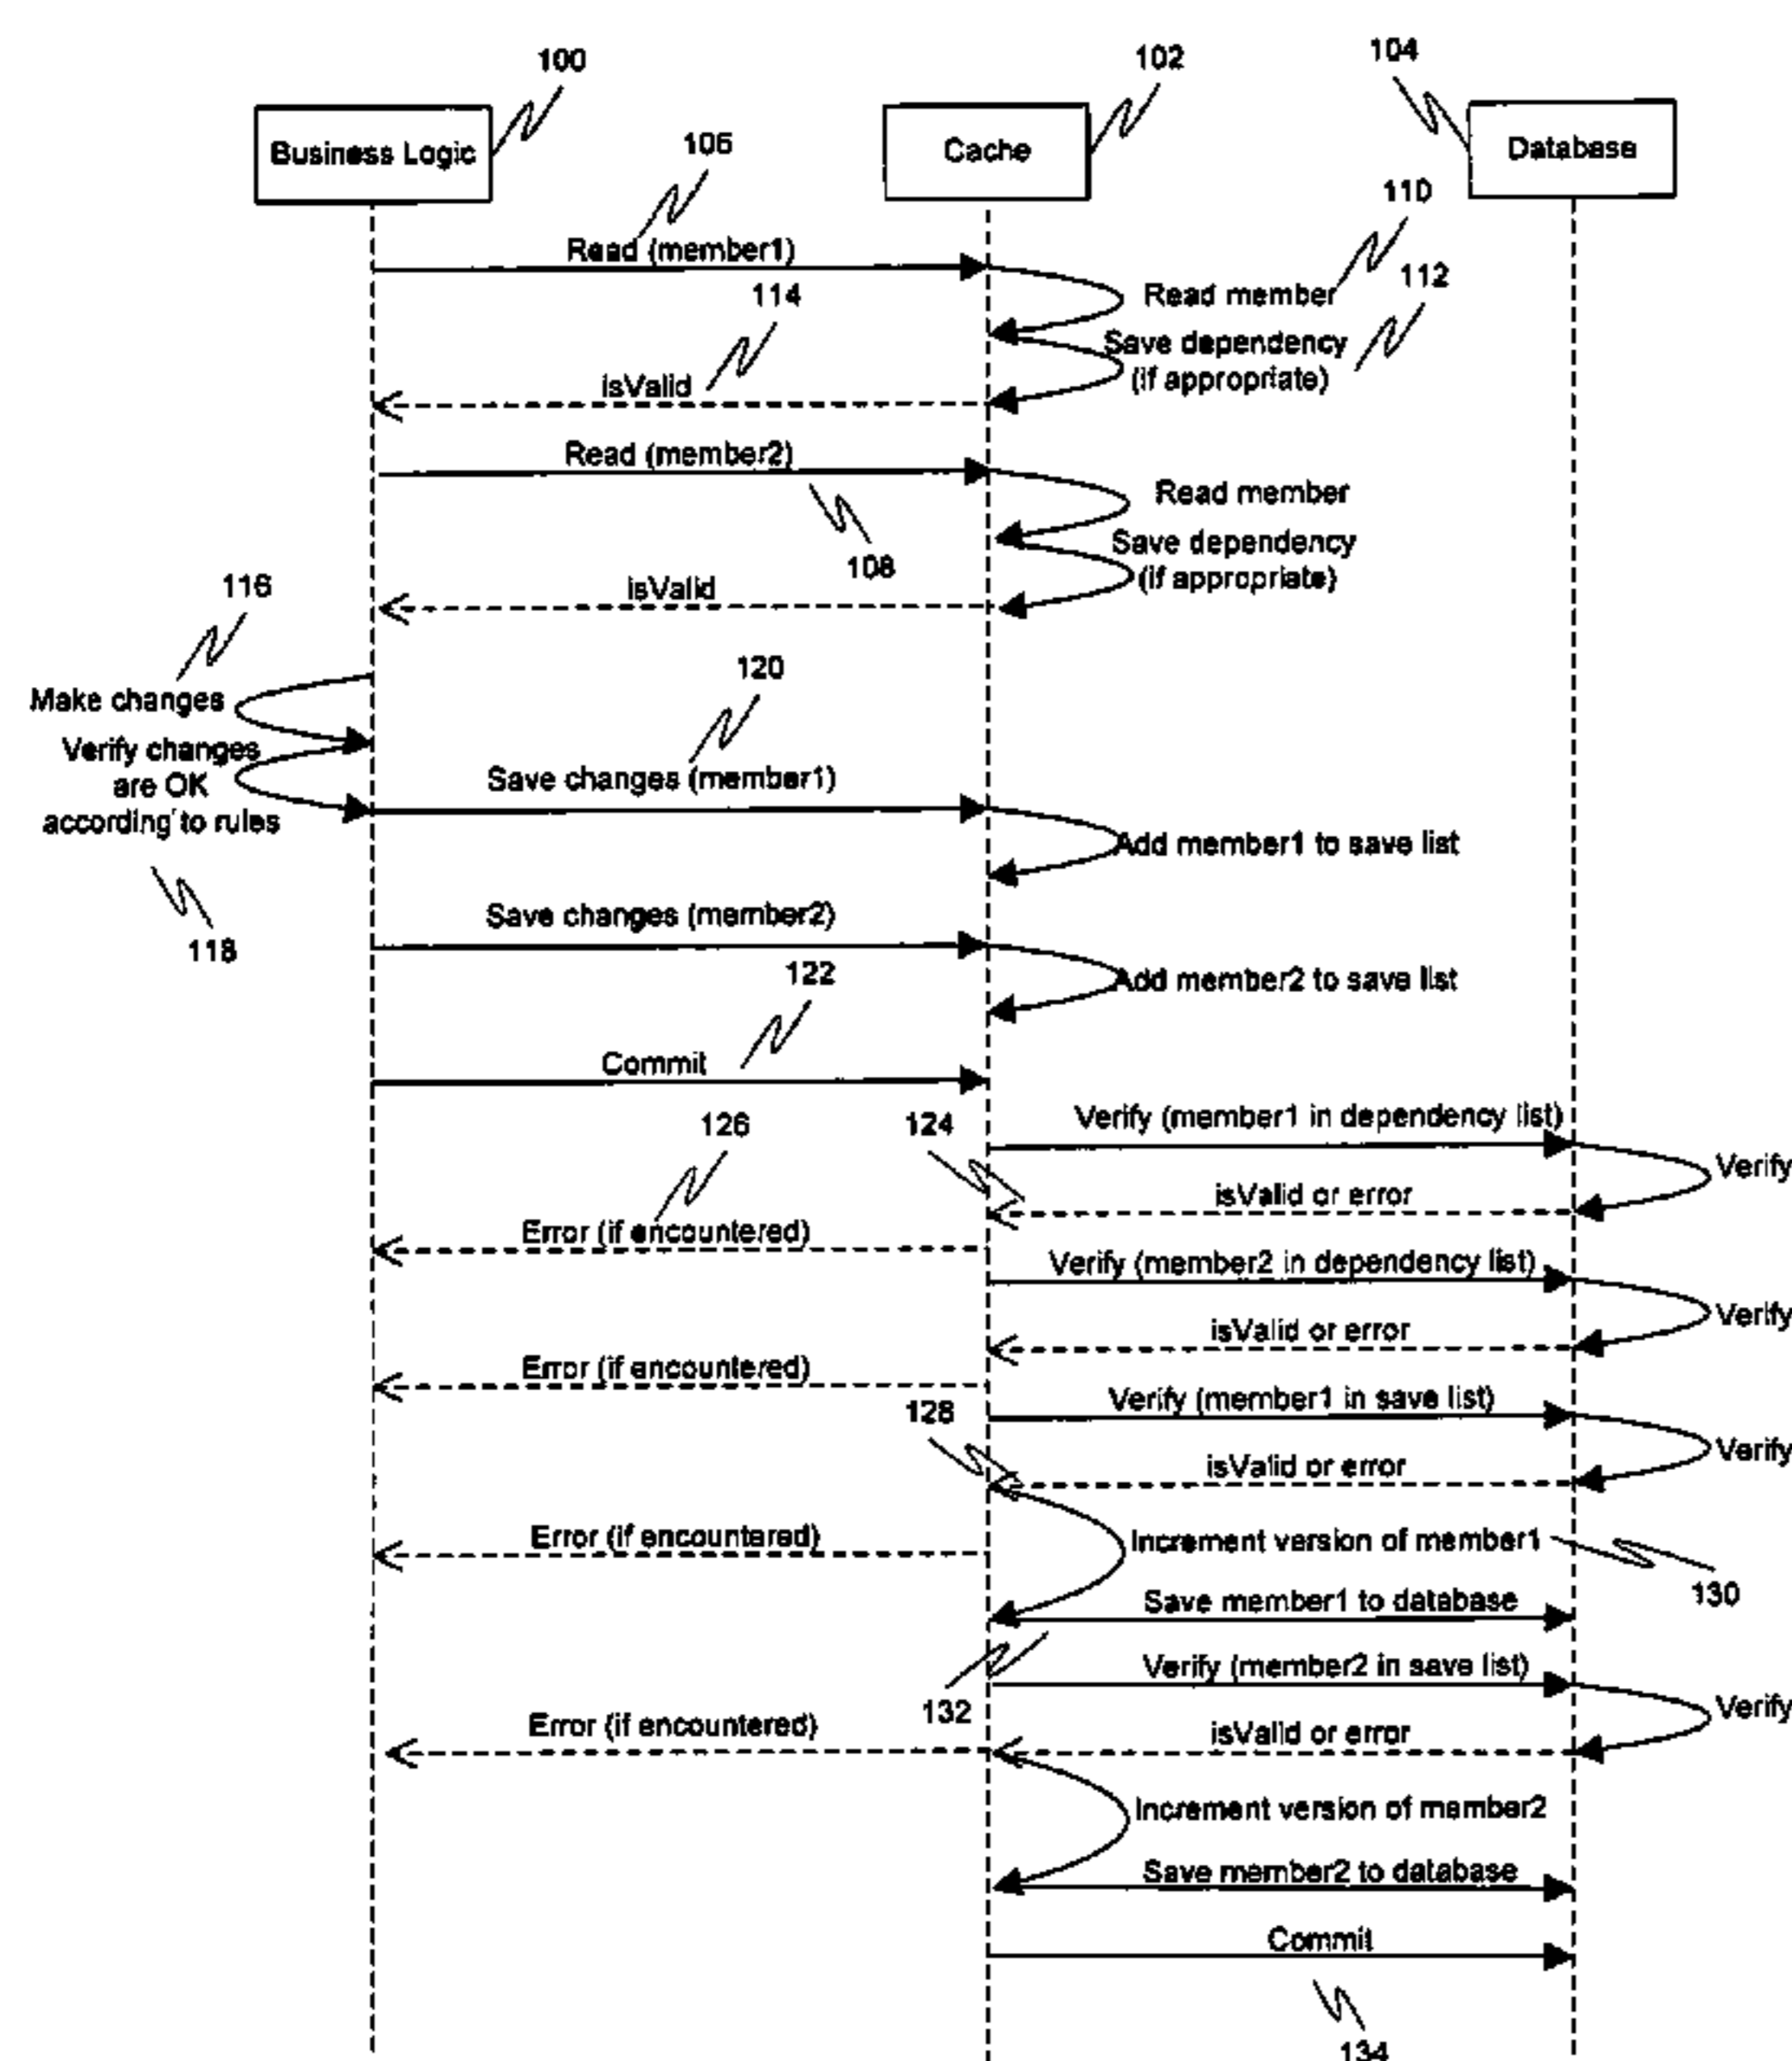 100
102
104
Business Logic
Cache
Database
106
110
Read (member1)
112
114
Read member
Save dependency
(if appropriate)
isValid
Read (member2)
Read member
108
Save dependency
(if appropriate)
isValid
116
120
Make changes
Verify changes
are OK
according to rules
Save changes (member1)
Add member1 to save list
118
Save changes (member2)
122
Add member2 to save list
Commit
Verify (member1 in dependency list)
126
124
Verify
isValid or error
Error (if encountered)
Verify (member2 in dependency list)
Verify
isValid or error
Error (if encountered)
Verify (member1 in save list)
128
Verify
isValid or error
Error (if encountered)
Increment version of member1
130
Save member1 to database
Verify (member2 in save list)
132
Verify
Error (if encountered)
isValid or error
Increment version of member2
Save member2 to database
Commit
134